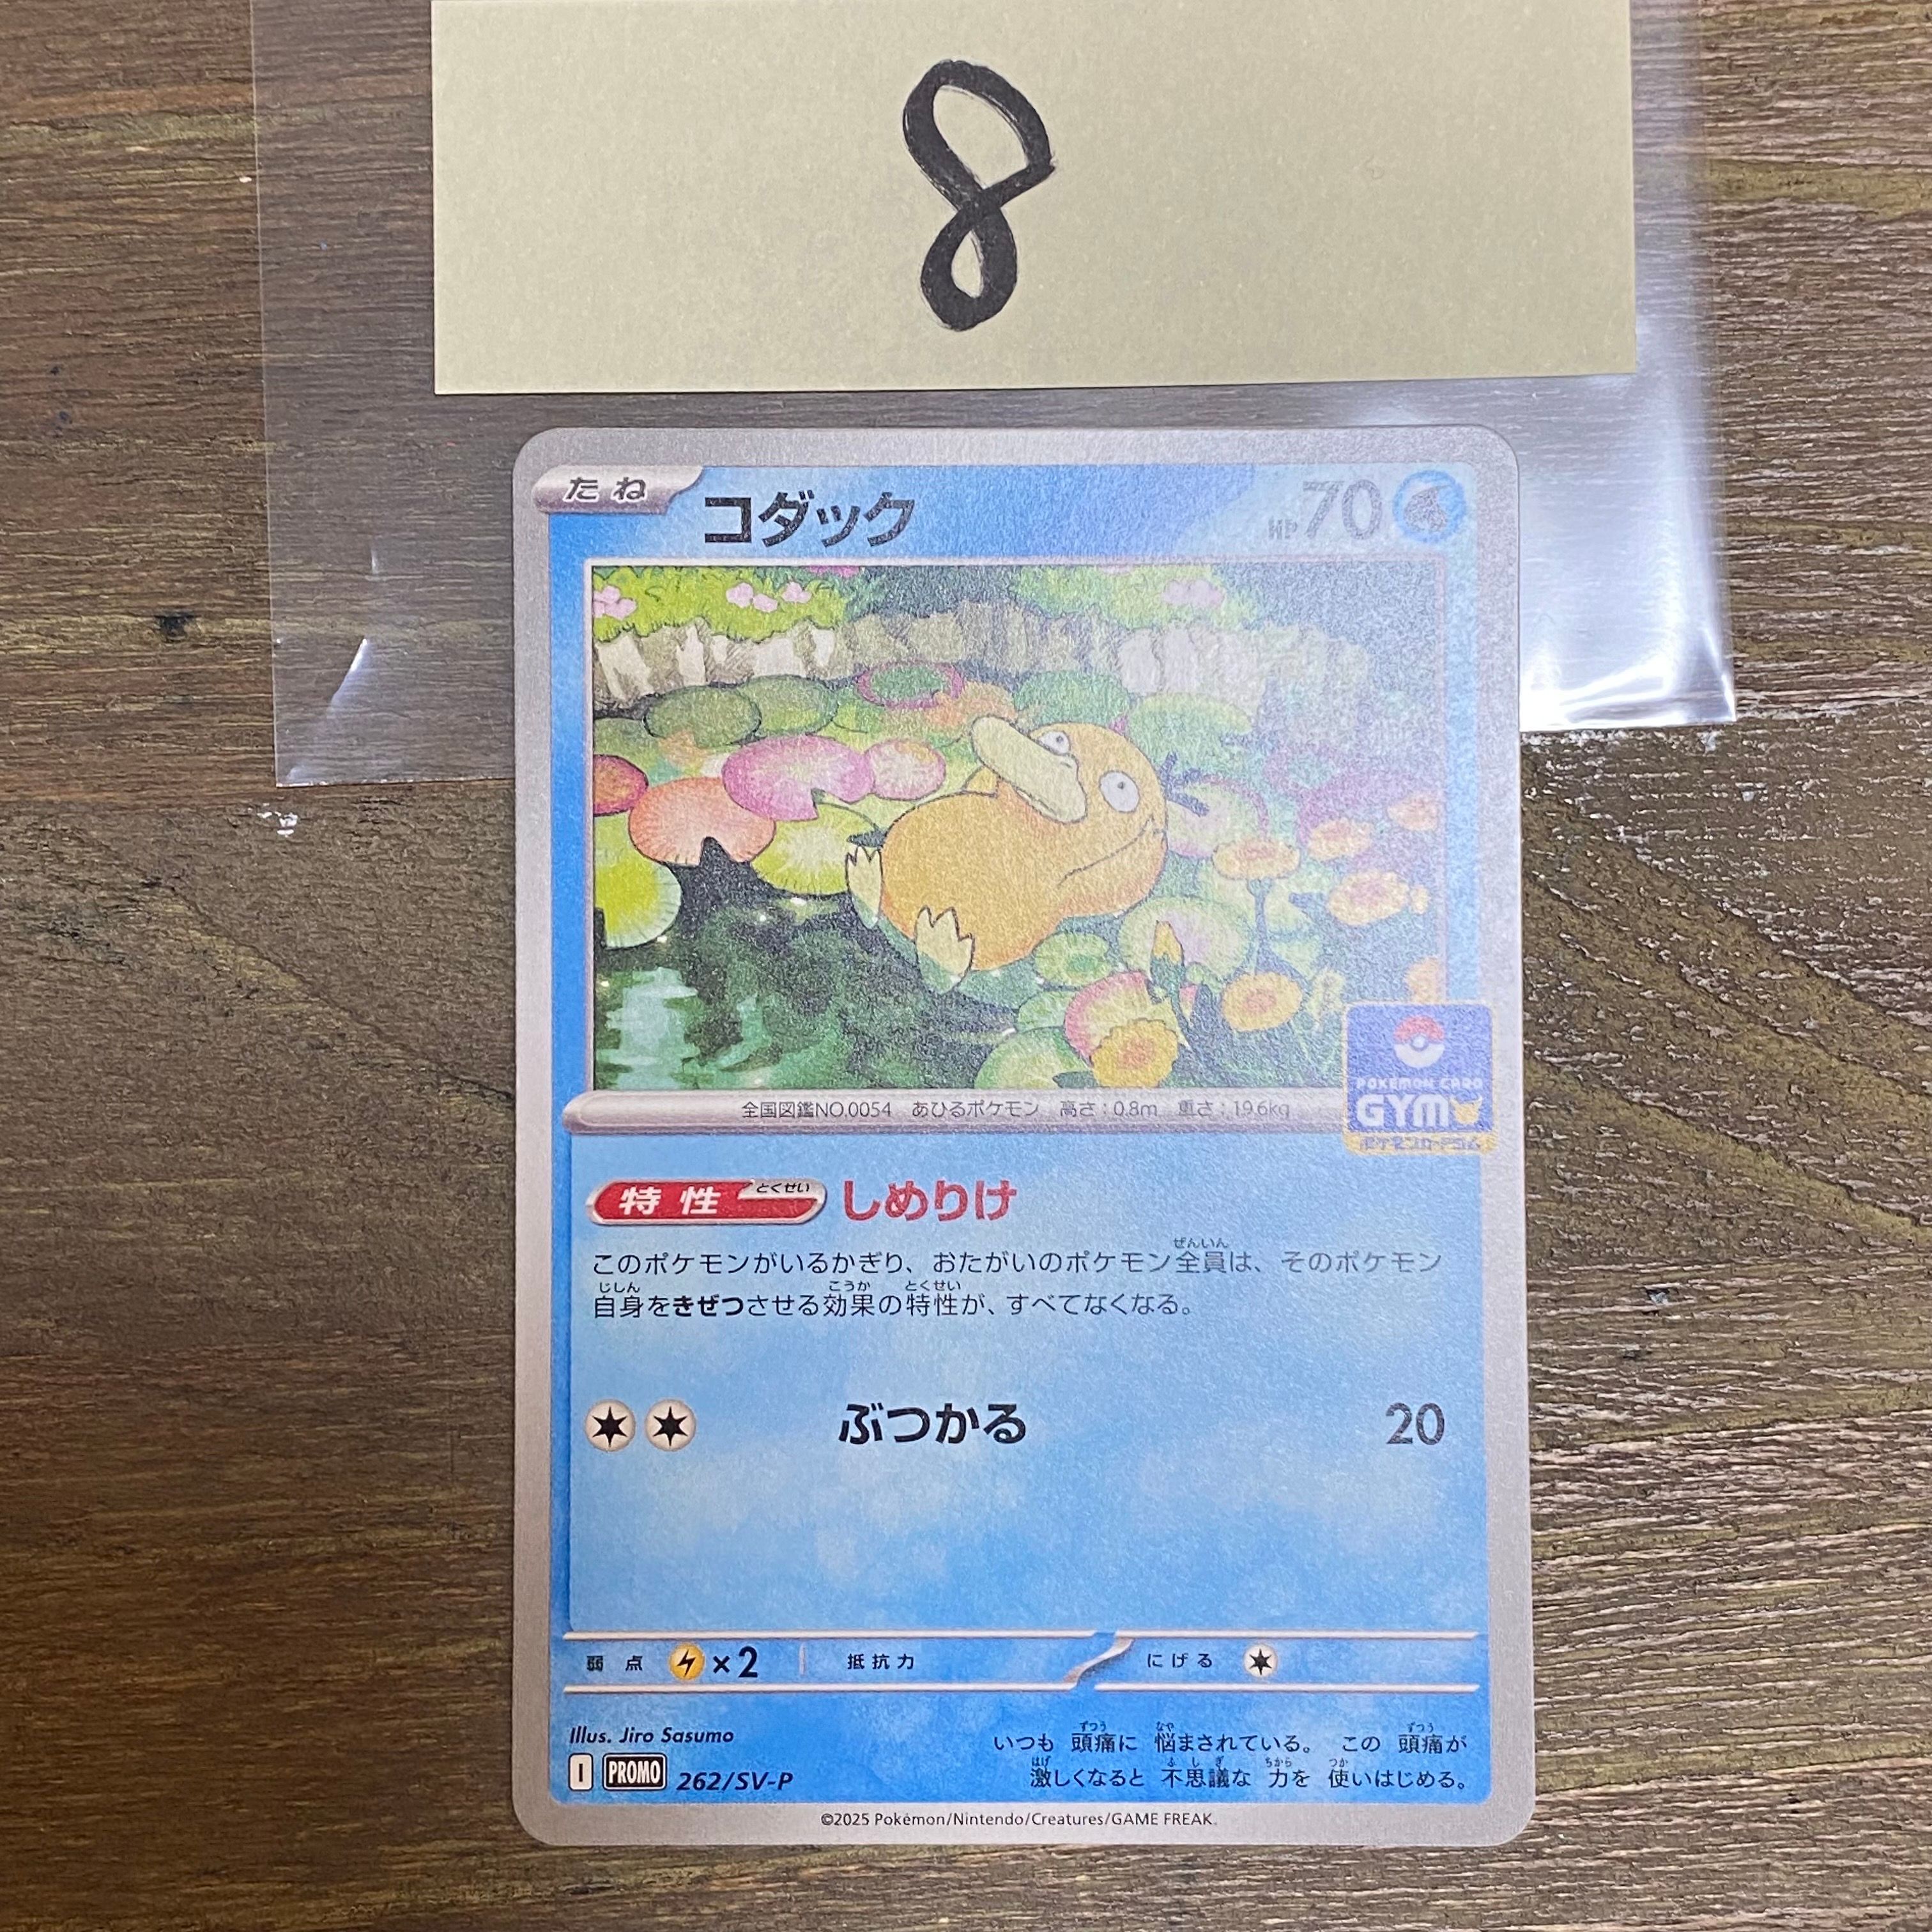 8
たね
コダック
HP70
全国図鑑NO.0054 あひるポケモン 高さ:0.8m 重さ:19.6kg
POKÉMON CARD
GYM
ポケモンカードジム
特性 とくせい しめりけ
ぜんいん
このポケモンがいるかぎり、おたがいのポケモン全員は、そのポケモン
じしん こうか とくせい
自身をきぜつさせる効果の特性が、すべてなくなる。
ぶつかる 20
弱点 ×2 抵抗力 にげる
Illus. Jiro Sasumo
I PROMO 262/SV-P
ずつう なや ずつう
いつも 頭痛に 悩まされている。 この 頭痛が
はげ ふしぎ ちから つか
激しくなると 不思議な 力を 使いはじめる。
©2025 Pokémon/Nintendo/Creatures/GAME FREAK.